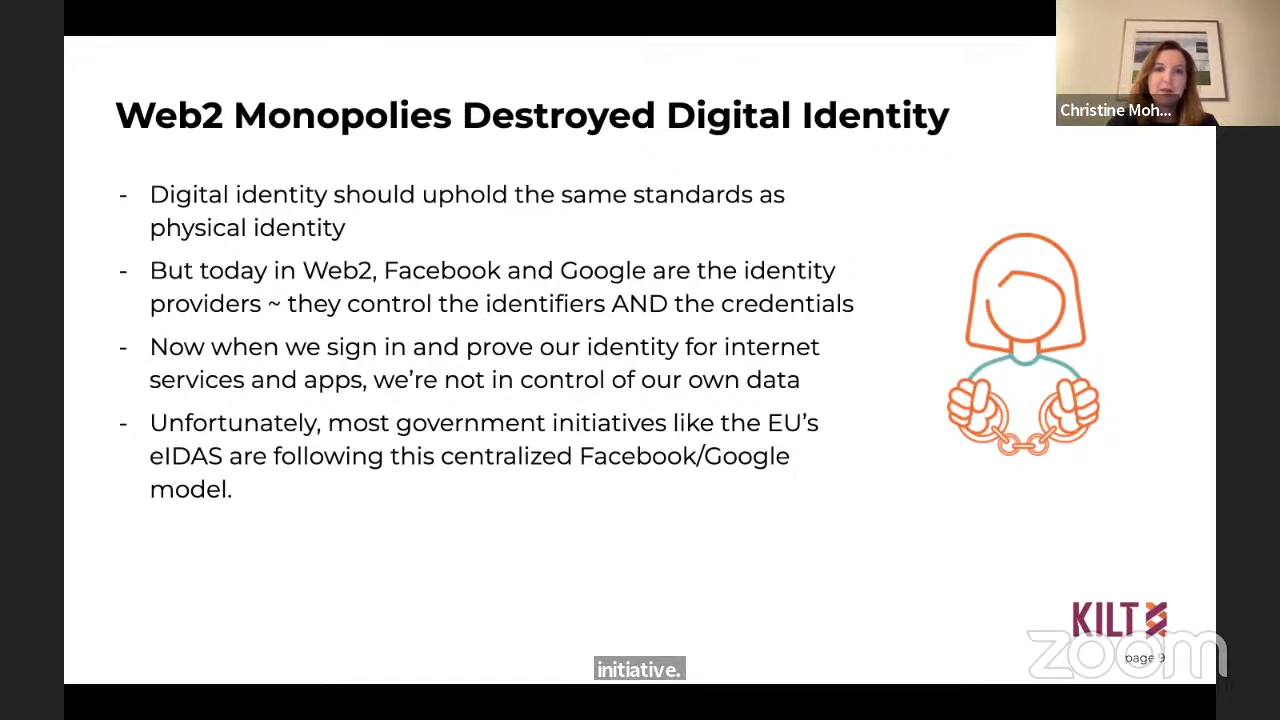 Web2 Monopolies Destroyed Digital Identity
Christine Moh...
- Digital identity should uphold the same standards as
physical identity
- But today in Web2, Facebook and Google are the identity
providers ~ they control the identifiers AND the credentials
- Now when we sign in and prove our identity for internet
services and apps, we’re not in control of our own data
- Unfortunately, most government initiatives like the EU’s
eIDAS are following this centralized Facebook/Google
model.
KILT
zoom
page 9
initiative.